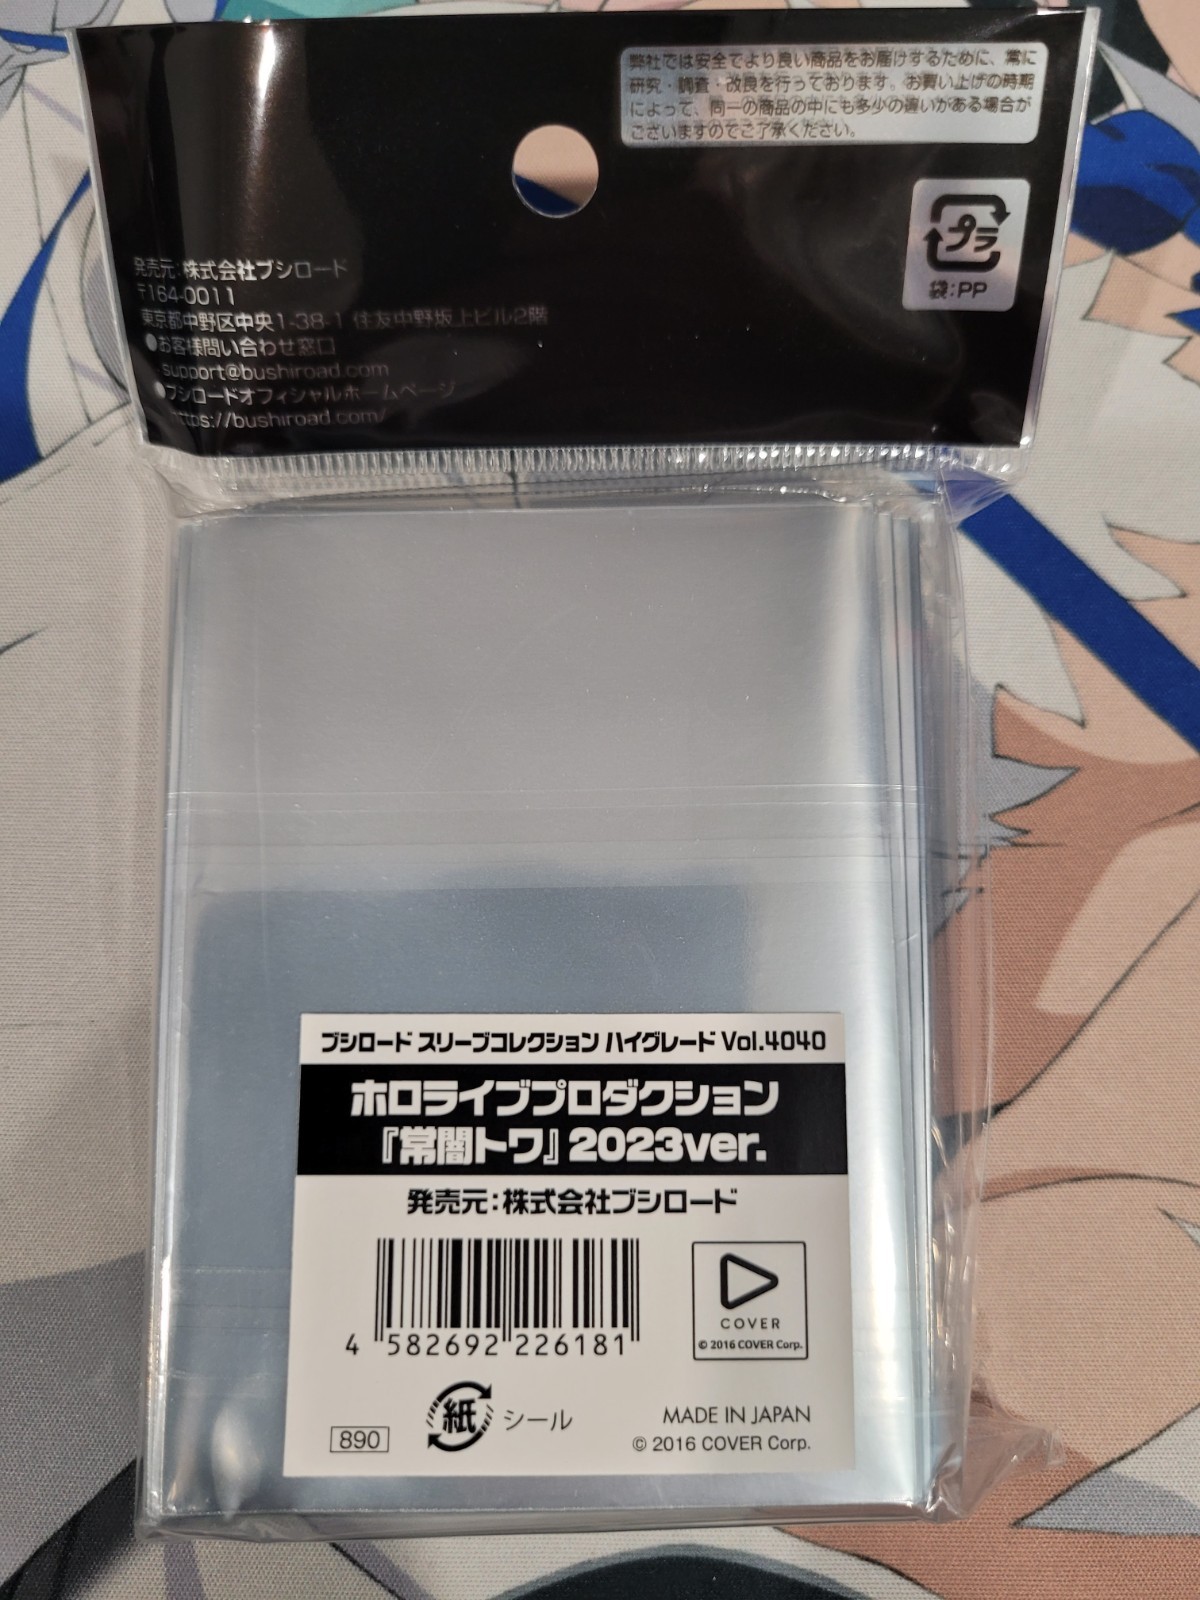 弊社では安全でより良い商品をお届けするために、常に
研究・調査・改良を行っております。お買い上げの時期
によって、同一の商品の中にも多少の違いがある場合が
ございますのでご了承ください。
プラ
袋:PP
発売元:株式会社ブシロード
〒164-0011
東京都中野区中央1-38-1 住友中野坂上ビル2階
●お客様問い合わせ窓口
support@bushiroad.com
●ブシロードオフィシャルホームページ
https://bushiroad.com/
ブシロード スリーブコレクション ハイグレード Vol.4040
ホロライブプロダクション
『常闇トワ』2023ver.
発売元:株式会社ブシロード
4 582692 226181
COVER
© 2016 COVER Corp.
紙 シール
890
MADE IN JAPAN
© 2016 COVER Corp.